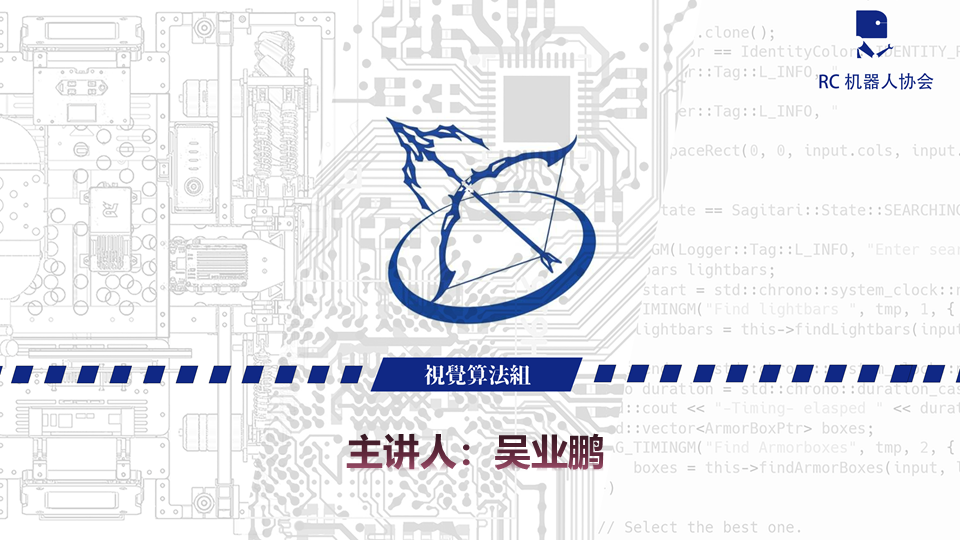 .clone();
or == IdentityColor::IDENTITY_
RC 机器人协会
er::Tag::L_INFO, "
er::Tag::L_INFO, "
paceRect(0, 0, input.cols, input.
tate == Sagitari::State::SEARCHING
GM(Logger::Tag::L_INFO, "Enter sear
bars lightbars;
start = std::chrono::system_clock::
TIMINGM("Find lightbars ", tmp, 1, {
lightbars = this->findLightbars(input
視覺算法組
duration = std::chrono::duration_cas
::cout << "-Timing- elasped " << durat
::vector<ArmorBoxPtr> boxes;
G_TIMINGM("Fid ArmorBoxes", tmp, 2, {
boxes = this->findArmorBoxes(input, l
)
主讲人：吴业鹏
// Select the best one.